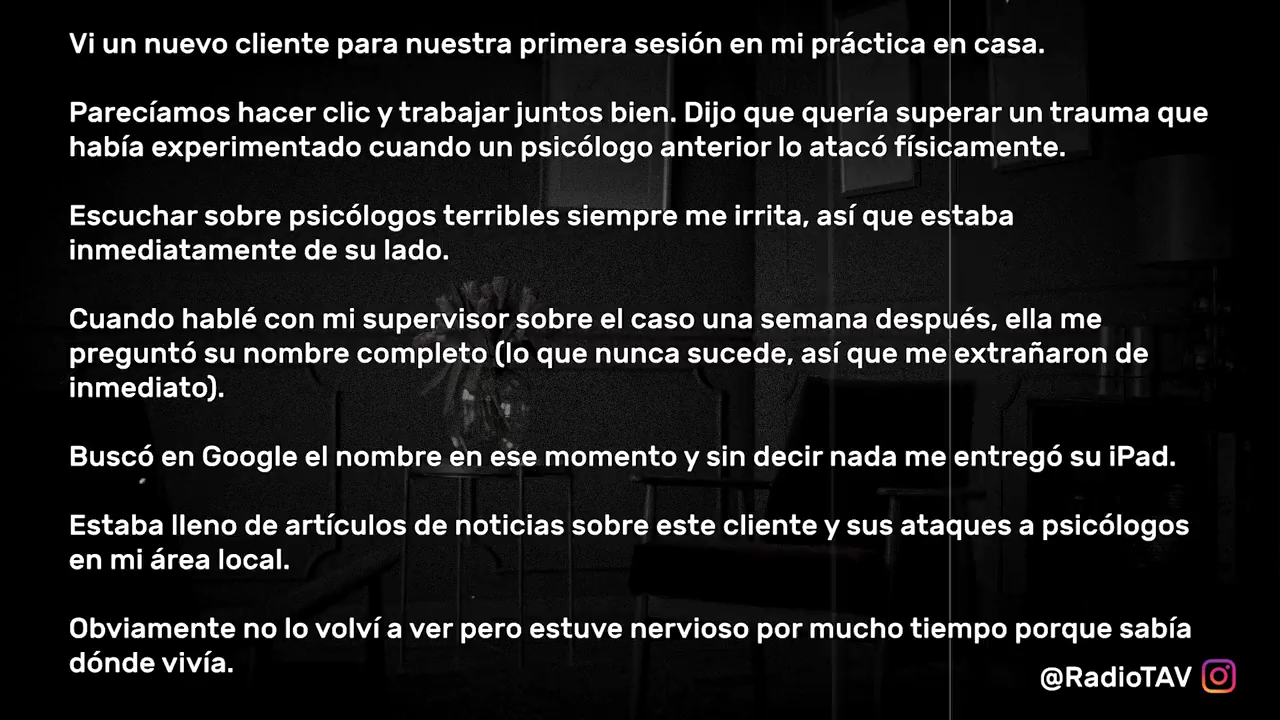 Vi un nuevo cliente para nuestra primera sesión en mi práctica en casa.
Parecíamos hacer clic y trabajar juntos bien. Dijo que quería superar un trauma que
había experimentado cuando un psicólogo anterior lo atacó físicamente.
Escuchar sobre psicólogos terribles siempre me irrita, así que estaba
inmediatamente de su lado.
Cuando hablé con mi supervisor sobre el caso una semana después, ella me
preguntó su nombre completo (lo que nunca sucede, así que me extrañaron de
inmediato).
Buscó en Google el nombre en ese momento y sin decir nada me entregó su iPad.
Estaba lleno de artículos de noticias sobre este cliente y sus ataques a psicólogos
en mi área local.
Obviamente no lo volví a ver pero estuve nervioso por mucho tiempo porque sabía
dónde vivía.
@RadioTAV